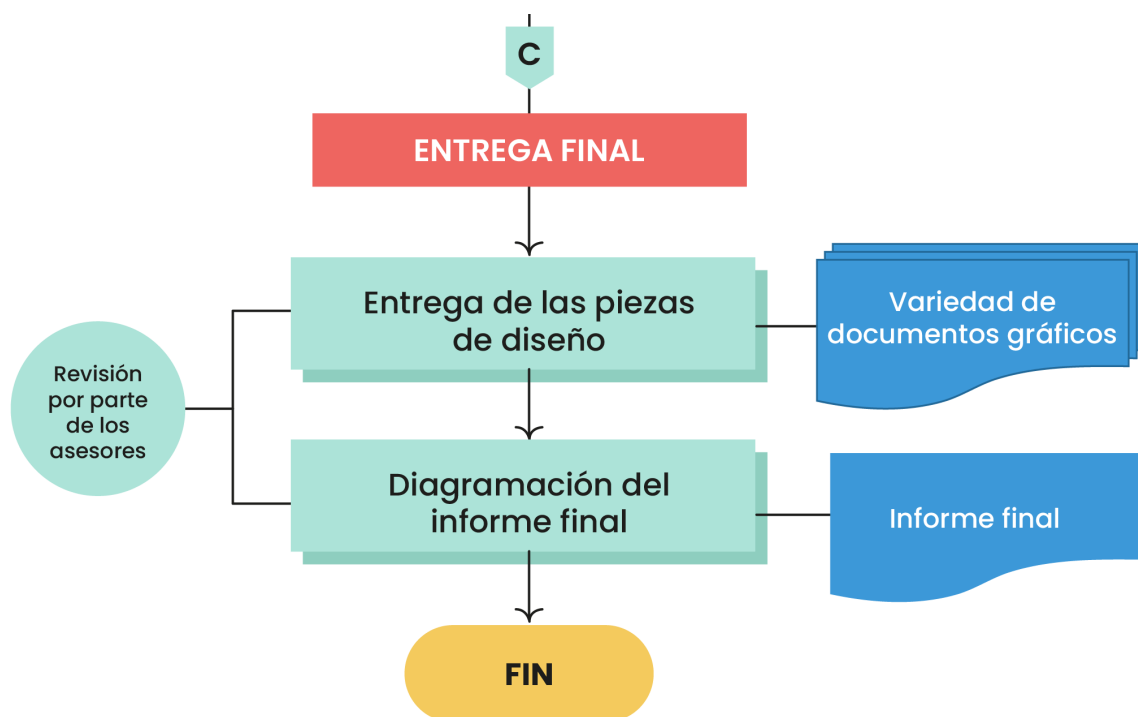 C
ENTREGA FINAL
Entrega de las piezas
de diseño
Variedad de
documentos gráficos
Revisión
por parte
de los
asesores
Diagramación del
informe final
Informe final
FIN